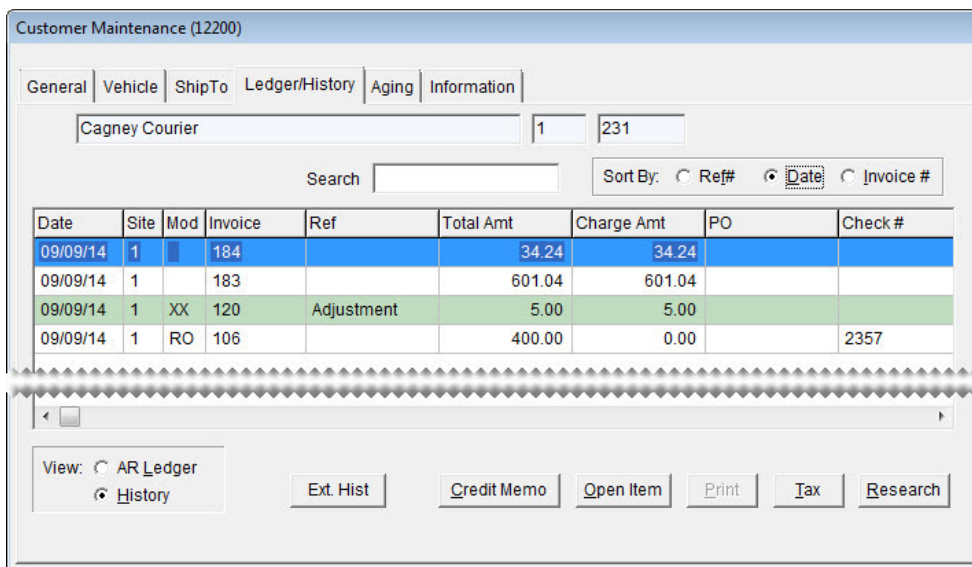 Customer Maintenance (12200)
General Vehicle ShipTo Ledger/History Aging Information
Cagney Courier 1 231
Search Sort By: Ref# Date Invoice #
Date Site Mod Invoice Ref Total Amt Charge Amt PO Check #
09/09/14 1 184 34.24 34.24
09/09/14 1 183 601.04 601.04
09/09/14 1 XX 120 Adjustment 5.00 5.00
09/09/14 1 RO 106 400.00 0.00 2357
View: AR Ledger
History
Ext. Hist Credit Memo Open Item Print Tax Research